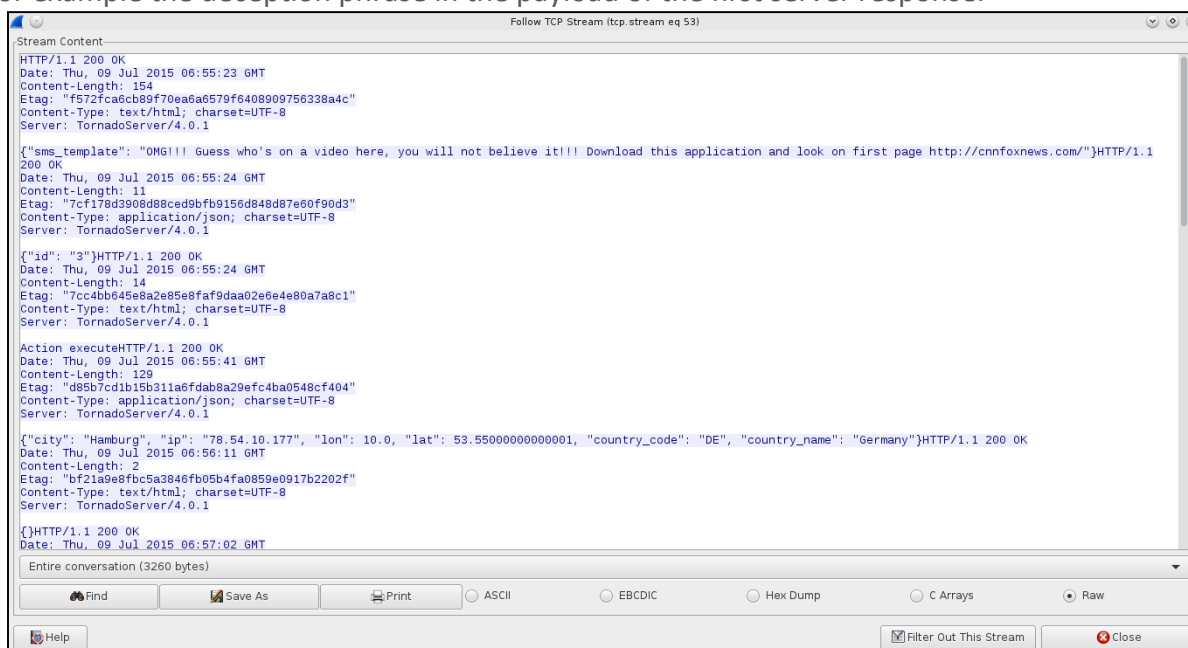 or example the deception phrase in the payload of the first server response.
Follow TCP Stream (tcp.stream eq 53)
Stream Content
HTTP/1.1 200 OK
Date: Thu, 09 Jul 2015 06:55:23 GMT
Content-Length: 154
Etag: "f572fca6cb89f70ea6a6579f6408909756338a4c"
Content-Type: text/html; charset=UTF-8
Server: TornadoServer/4.0.1
{"sms_template": "OMG!!! Guess who's on a video here, you will not believe it!!! Download this application and look on first page http://cnnfoxnews.com/"}HTTP/1.1
200 OK
Date: Thu, 09 Jul 2015 06:55:24 GMT
Content-Length: 11
Etag: "7cf178d3908d88ced9bfb9156d848d87e60f90d3"
Content-Type: application/json; charset=UTF-8
Server: TornadoServer/4.0.1
{"id": "3"}HTTP/1.1 200 OK
Date: Thu, 09 Jul 2015 06:55:24 GMT
Content-Length: 14
Etag: "7cc4bb645e8a2e85e8faf9daa02e6e4e80a7a8c1"
Content-Type: text/html; charset=UTF-8
Server: TornadoServer/4.0.1
Action executeHTTP/1.1 200 OK
Date: Thu, 09 Jul 2015 06:55:41 GMT
Content-Length: 129
Etag: "d85b7cd1b15b311a6fdab8a29efc4ba0548cf404"
Content-Type: application/json; charset=UTF-8
Server: TornadoServer/4.0.1
{"city": "Hamburg", "ip": "78.54.10.177", "lon": 10.0, "lat": 53.55000000000001, "country_code": "DE", "country_name": "Germany"}HTTP/1.1 200 OK
Date: Thu, 09 Jul 2015 06:56:11 GMT
Content-Length: 2
Etag: "bf21a9e8fbc5a3846fb05b4fa0859e0917b2202f"
Content-Type: text/html; charset=UTF-8
Server: TornadoServer/4.0.1
{}HTTP/1.1 200 OK
Date: Thu, 09 Jul 2015 06:57:02 GMT
Entire conversation (3260 bytes)
Find Save As Print ASCII EBCDIC Hex Dump C Arrays Raw
Help Filter Out This Stream Close